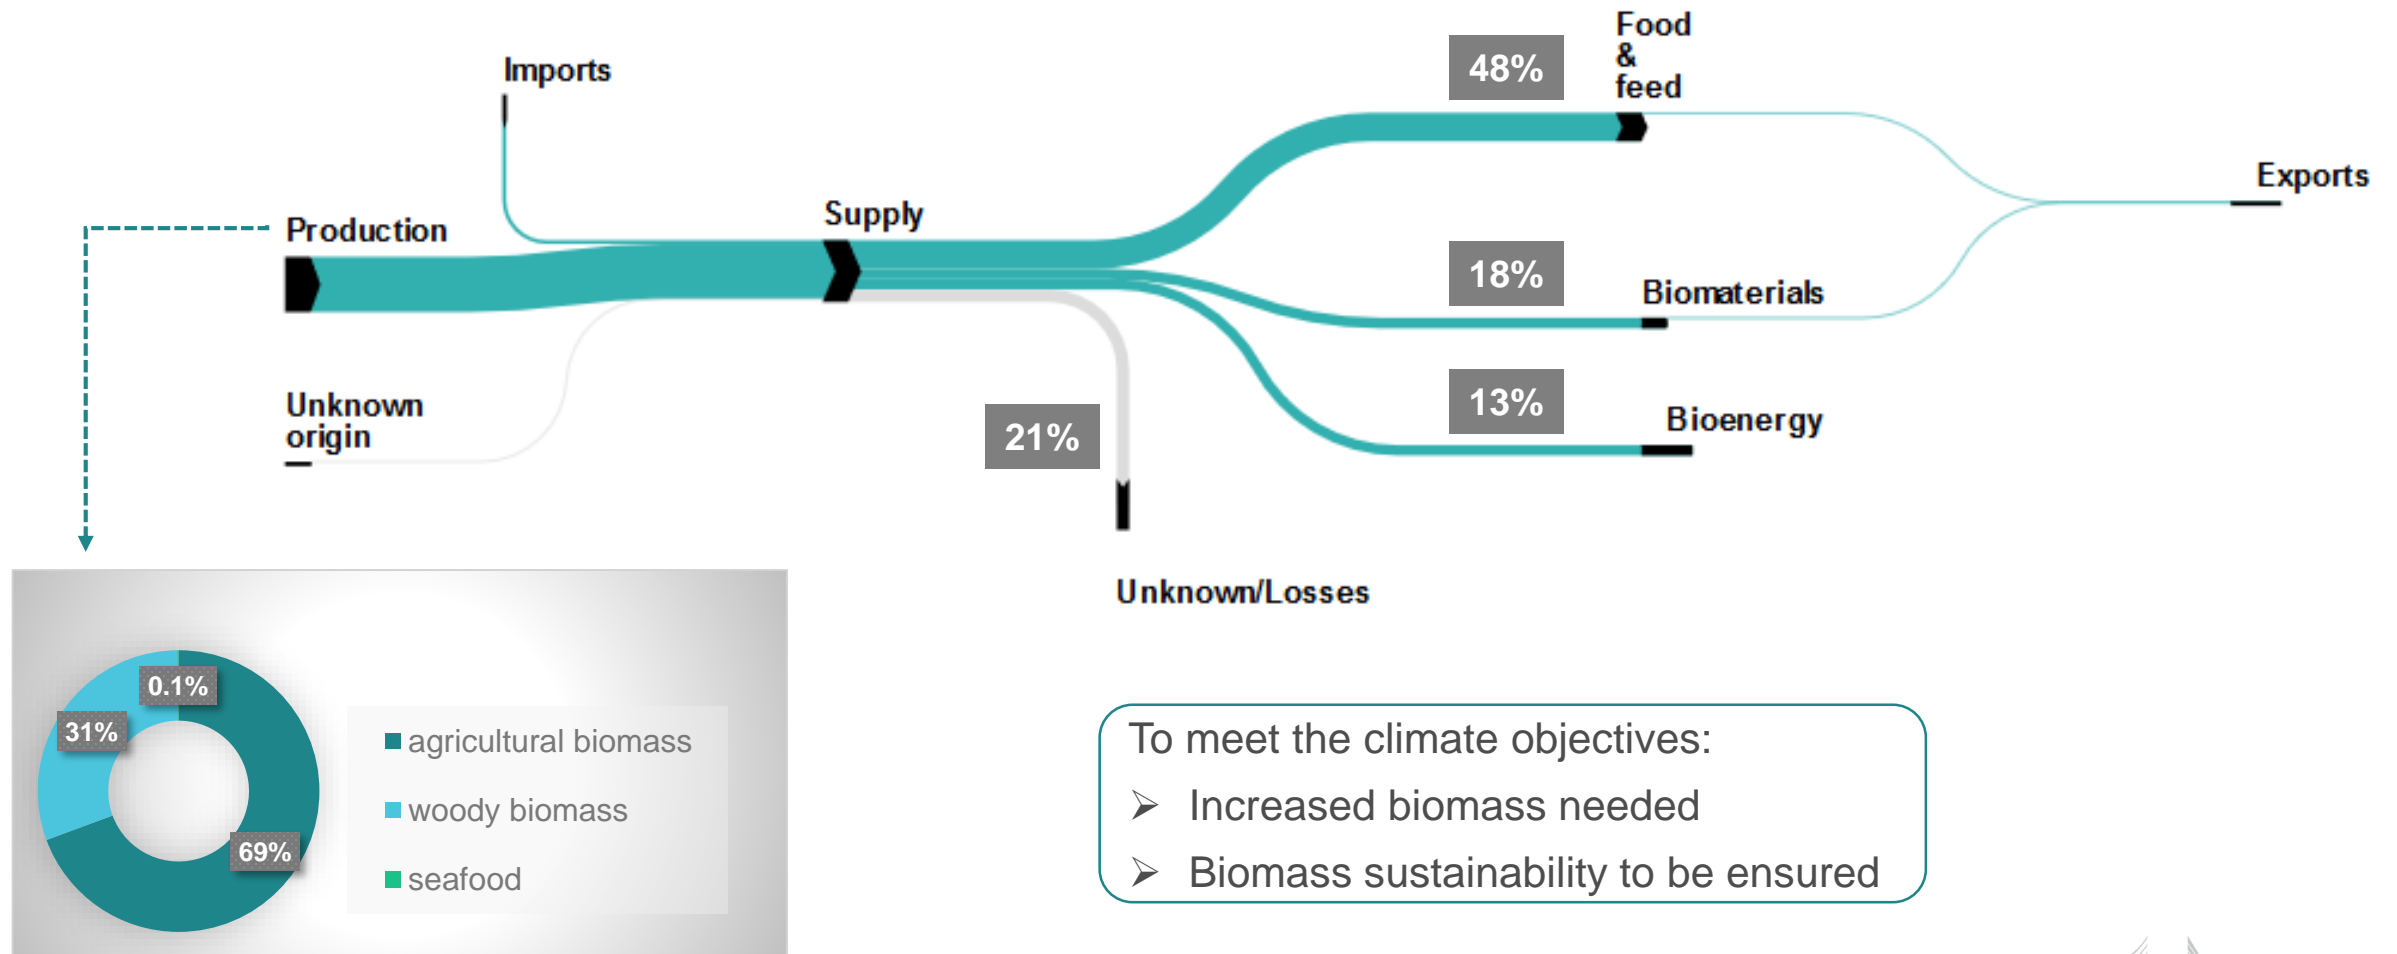 Food
&
feed
48%
Imports
Exports
Supply
Production
18%
Biomaterials
13%
Bioenergy
Unknown
origin
21%
Unknown/Losses
0.1%
31%
69%
agricultural biomass
woody biomass
seafood
To meet the climate objectives:
➢ Increased biomass needed
➢ Biomass sustainability to be ensured